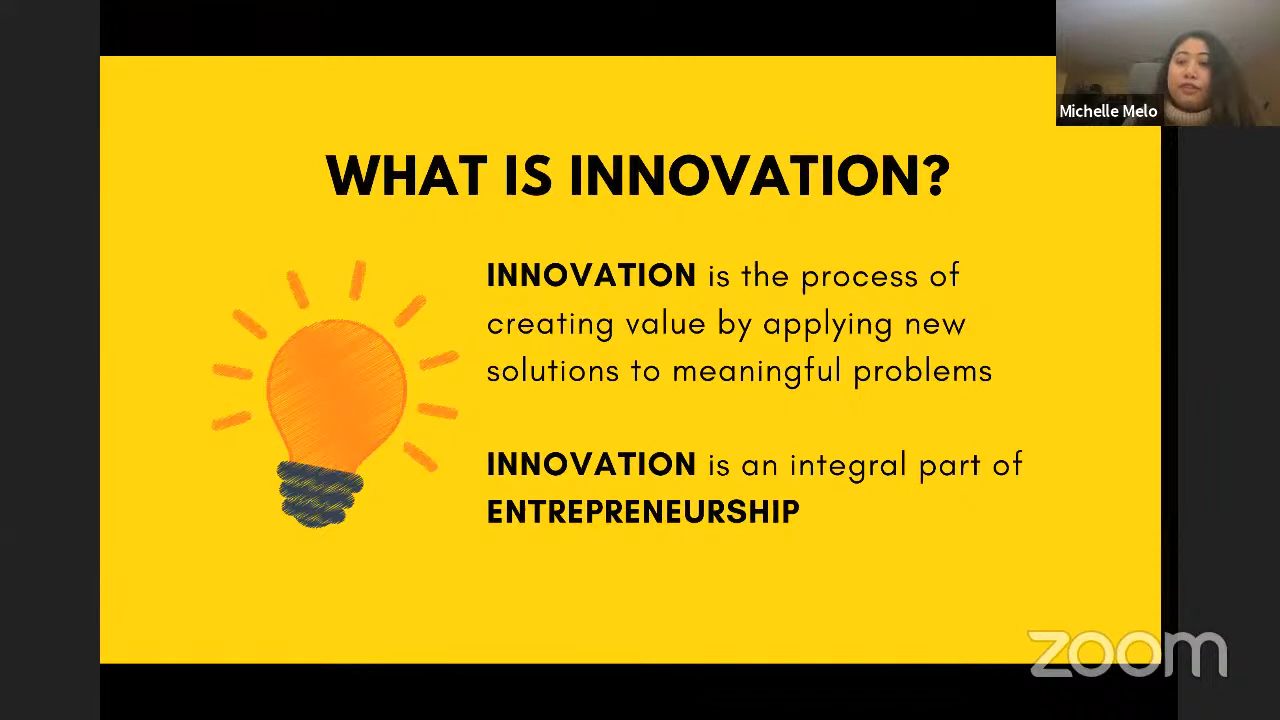 Michelle Melo
WHAT IS INNOVATION?
INNOVATION is the process of
creating value by applying new
solutions to meaningful problems
INNOVATION is an integral part of
ENTREPRENEURSHIP
zoom